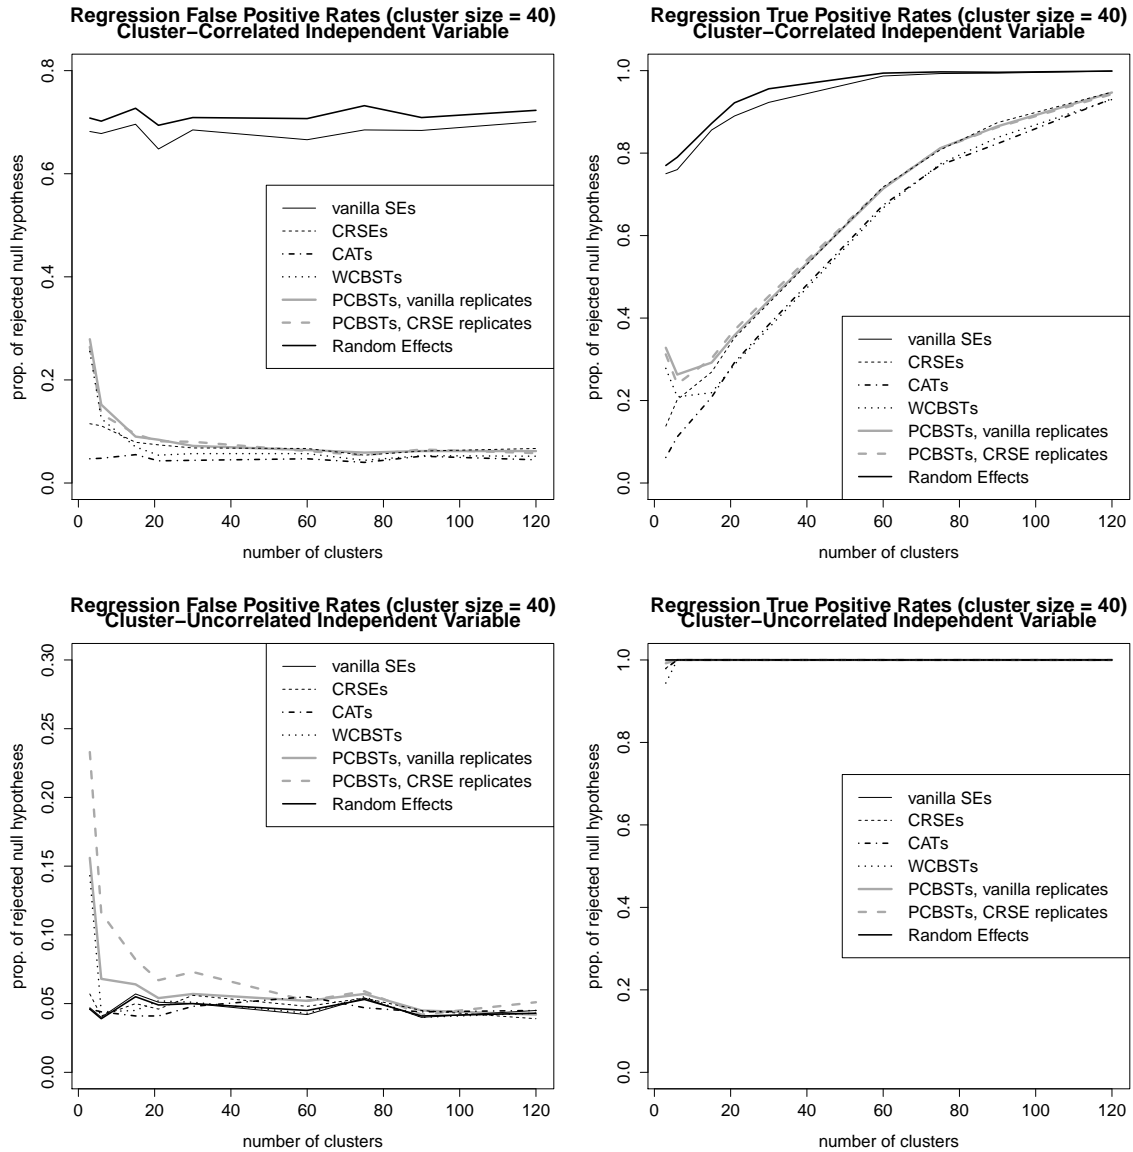 Regression False Positive Rates (cluster size = 40)
Cluster−Correlated Independent Variable
prop. of rejected null hypotheses
0.8
0.6
0.4
0.2
0.0
vanilla SEs
CRSEs
CATs
WCBSTs
PCBSTs, vanilla replicates
PCBSTs, CRSE replicates
Random Effects
0 20 40 60 80 100 120
number of clusters
Regression True Positive Rates (cluster size = 40)
Cluster−Correlated Independent Variable
prop. of rejected null hypotheses
1.0
0.8
0.6
0.4
0.2
0.0
vanilla SEs
CRSEs
CATs
WCBSTs
PCBSTs, vanilla replicates
PCBSTs, CRSE replicates
Random Effects
0 20 40 60 80 100 120
number of clusters
Regression False Positive Rates (cluster size = 40)
Cluster−Uncorrelated Independent Variable
prop. of rejected null hypotheses
0.30
0.25
0.20
0.15
0.10
0.05
0.00
vanilla SEs
CRSEs
CATs
WCBSTs
PCBSTs, vanilla replicates
PCBSTs, CRSE replicates
Random Effects
0 20 40 60 80 100 120
number of clusters
Regression True Positive Rates (cluster size = 40)
Cluster−Uncorrelated Independent Variable
prop. of rejected null hypotheses
1.0
0.8
0.6
0.4
0.2
0.0
vanilla SEs
CRSEs
CATs
WCBSTs
PCBSTs, vanilla replicates
PCBSTs, CRSE replicates
Random Effects
0 20 40 60 80 100 120
number of clusters